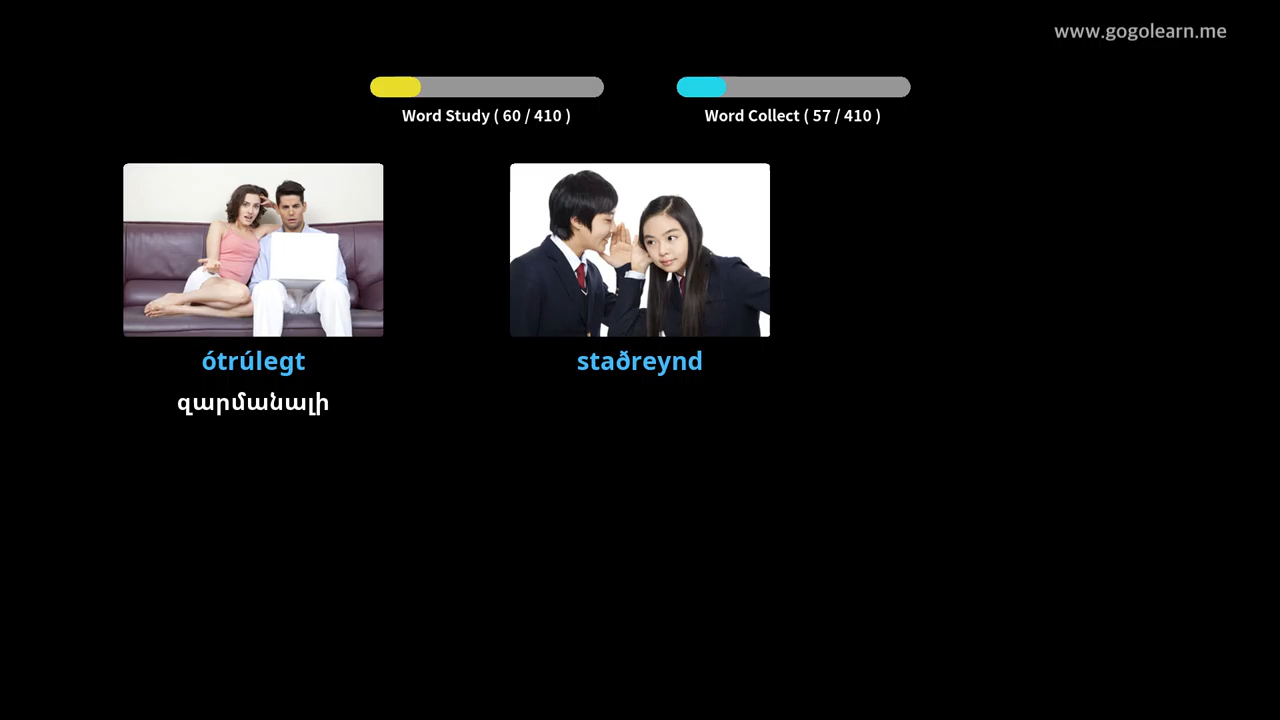 www.gogolearn.me
Word Study ( 60 / 410 )
Word Collect ( 57 / 410 )
ótrúlegt
staðreynd
զարմանալի